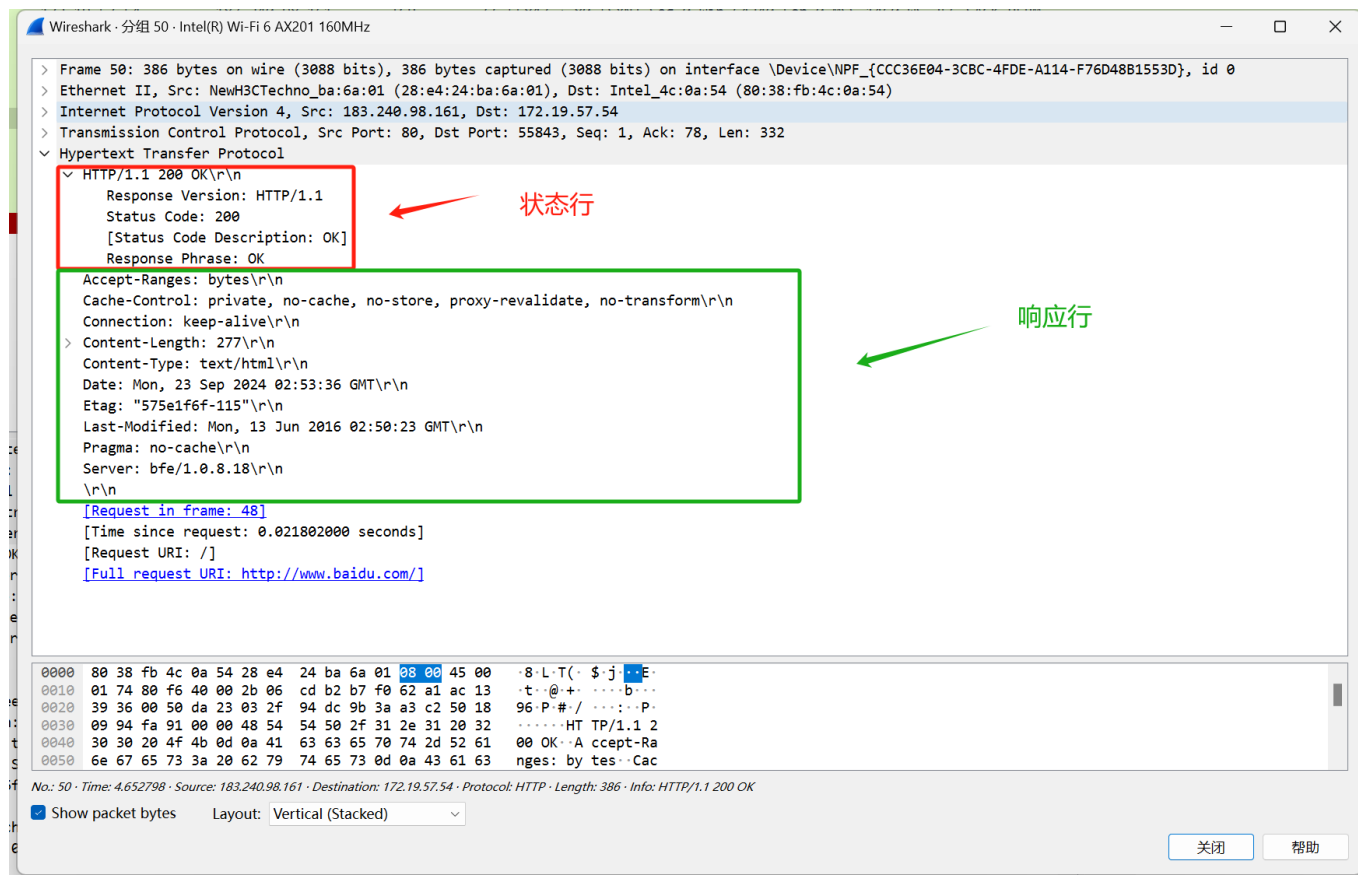 Wireshark · 分组 50 · Intel(R) Wi-Fi 6 AX201 160MHz
Frame 50: 386 bytes on wire (3088 bits), 386 bytes captured (3088 bits) on interface \Device\NPF_{CCC36E04-3CBC-4FDE-A114-F76D48B1553D}, id 0
Ethernet II, Src: NewH3CTechno_ba:6a:01 (28:e4:24:ba:6a:01), Dst: Intel_4c:0a:54 (80:38:fb:4c:0a:54)
Internet Protocol Version 4, Src: 183.240.98.161, Dst: 172.19.57.54
Transmission Control Protocol, Src Port: 80, Dst Port: 55843, Seq: 1, Ack: 78, Len: 332
Hypertext Transfer Protocol
HTTP/1.1 200 OK\r\n
Response Version: HTTP/1.1
状态行
Status Code: 200
[Status Code Description: OK]
Response Phrase: OK
Accept-Ranges: bytes\r\n
Cache-Control: private, no-cache, no-store, proxy-revalidate, no-transform\r\n
响应行
Connection: keep-alive\r\n
Content-Length: 277\r\n
Content-Type: text/html\r\n
Date: Mon, 23 Sep 2024 02:53:36 GMT\r\n
Etag: "575e1f6f-115"\r\n
Last-Modified: Mon, 13 Jun 2016 02:50:23 GMT\r\n
Pragma: no-cache\r\n
Server: bfe/1.0.8.18\r\n
\r\n
[Request in frame: 48]
[Time since request: 0.021802000 seconds]
[Request URI: /]
[Full request URI: http://www.baidu.com/]
0000 80 38 fb 4c 0a 54 28 e4 24 ba 6a 01 08 00 45 00 ·8·L·T(· $·j···E·
0010 01 74 80 f6 40 00 2b 06 cd b2 b7 f0 62 a1 ac 13 ·t··@·+· ····b···
0020 39 36 00 50 da 23 03 2f 94 dc 9b 3a a3 c2 50 18 96·P·#·/ ···:··P·
0030 09 94 fa 91 00 00 48 54 54 50 2f 31 2e 31 20 32 ······HT TP/1.1 2
0040 30 30 20 4f 4b 0d 0a 41 63 63 65 70 74 2d 52 61 00 OK··A ccept-Ra
0050 6e 67 65 73 3a 20 62 79 74 65 73 0d 0a 43 61 63 nges: by tes··Cac
No.: 50 · Time: 4.652798 · Source: 183.240.98.161 · Destination: 172.19.57.54 · Protocol: HTTP · Length: 386 · Info: HTTP/1.1 200 OK
Show packet bytes Layout: Vertical (Stacked)
关闭 帮助